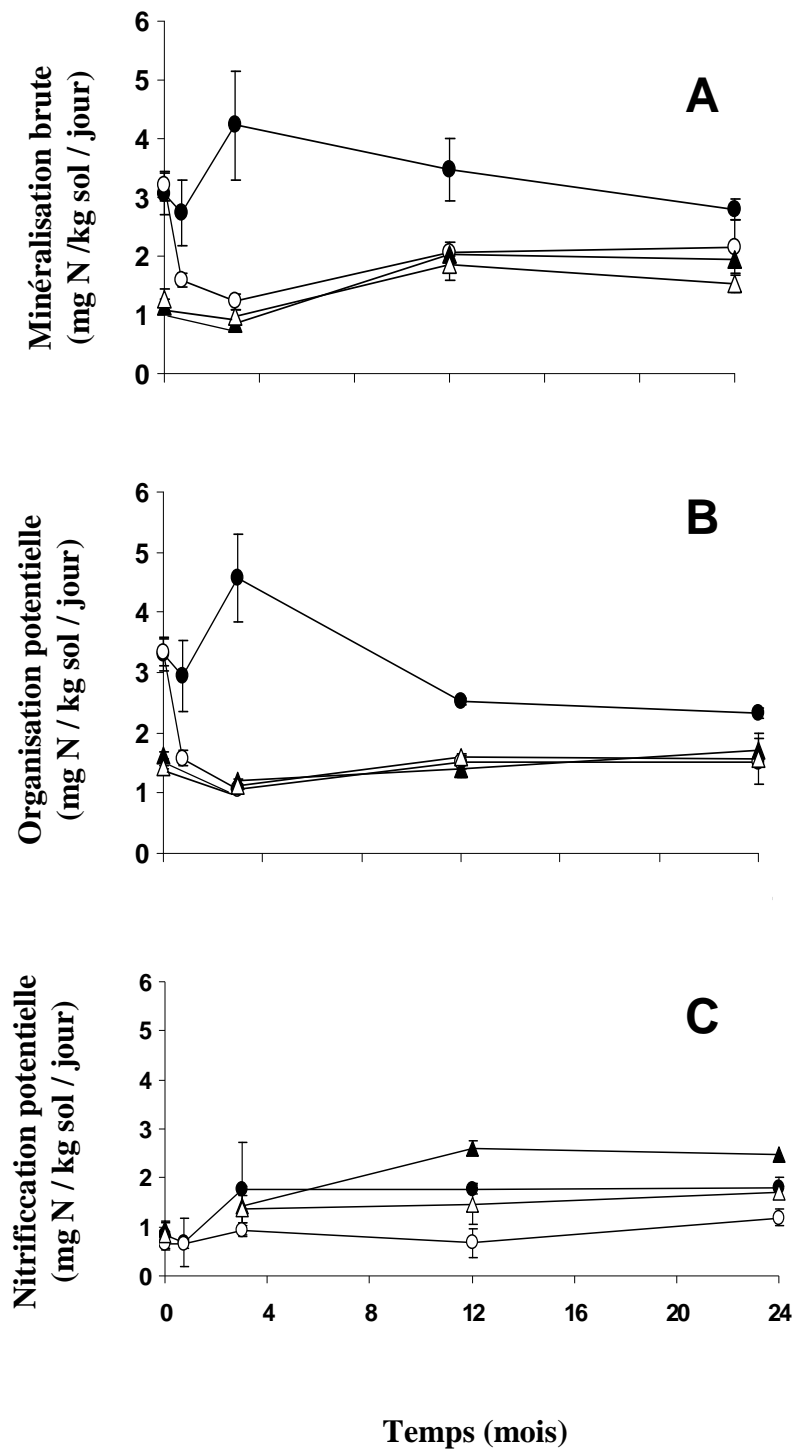 6
5
4
3
2
1
0
Minéralisation brute
(mg N /kg sol / jour)
A
6
5
4
3
2
1
0
Organisation potentielle
(mg N / kg sol / jour)
B
6
5
4
3
2
1
0
Nitrificcation potentielle
(mg N / kg sol / jour)
C
0 4 8 12 16 20 24
Temps (mois)